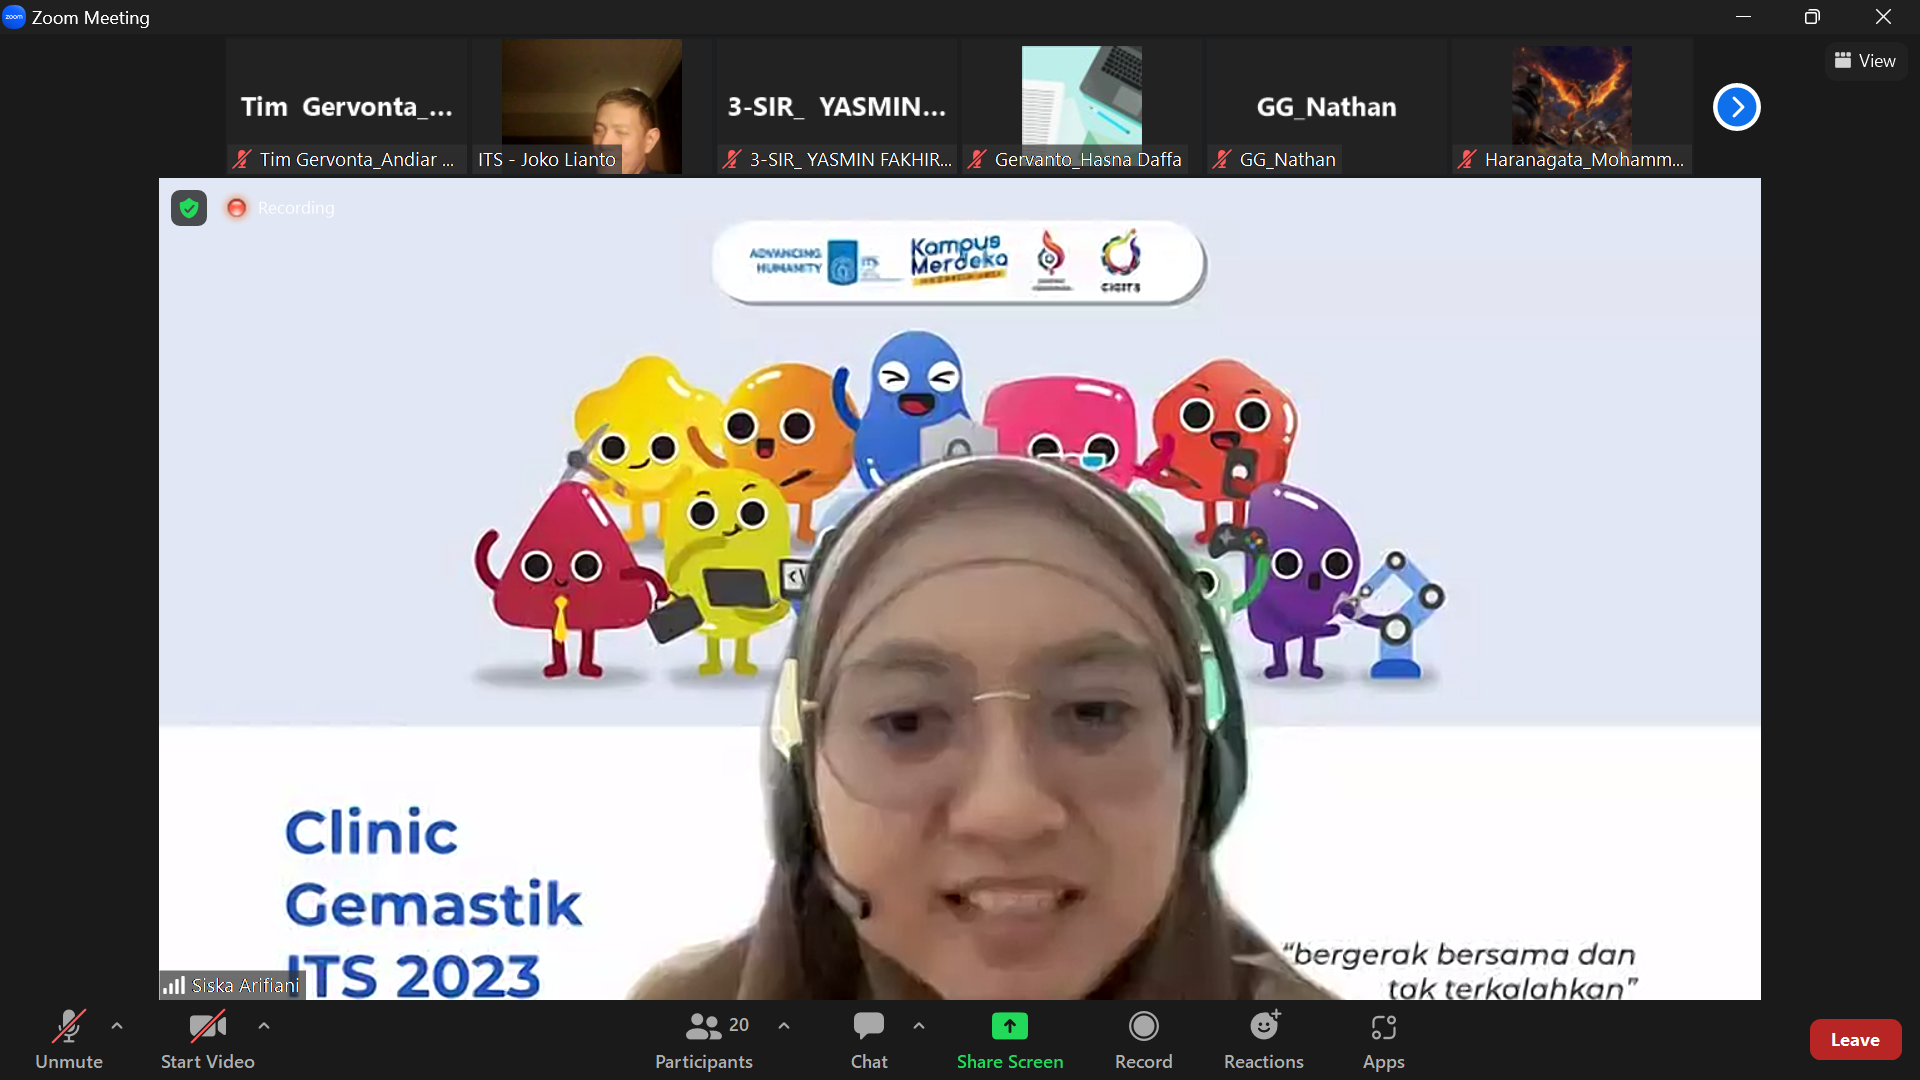 zoom
Zoom Meeting
View
Tim Gervonta_...
3-SIR_ YASMIN...
GG_Nathan
Tim Gervonta_Andiar ...
ITS - Joko Lianto
3-SIR_ YASMIN FAKHIR...
Gervanto_Hasna Daffa
GG_Nathan
Haranagata_Mohamm...
Recording
ADVANCING
HUMANITY
ITS
Kampus
Merdeka
Clinic
Gemastik
ITS 2023
"bergerak bersama dan
tak terkalahkan"
Siska Arifiani
20
Unmute
Start Video
Participants
Chat
Share Screen
Record
Reactions
Apps
Leave